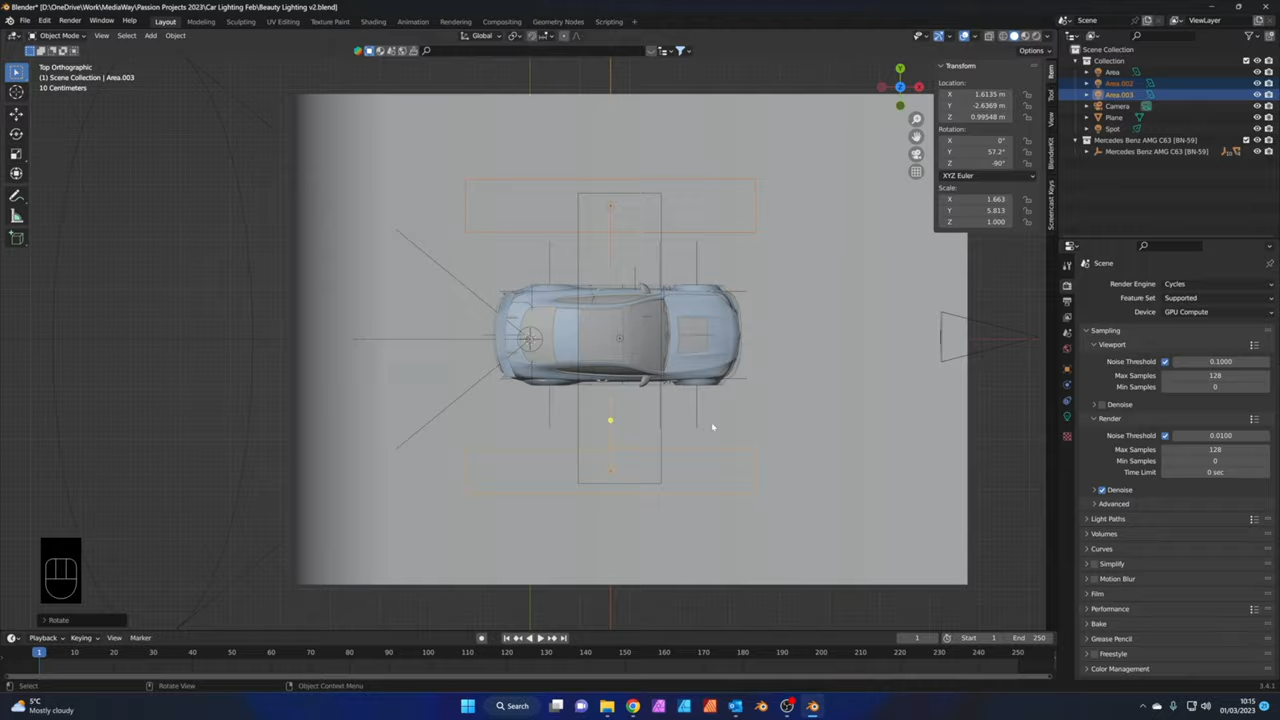 Blender* [D:\OneDrive\Work\MediaWay\Passion Projects 2023\Car Lighting Feb\Beauty Lighting v2.blend]
File Edit Render Window Help Layout Modeling Sculpting UV Editing Texture Paint Shading Animation Rendering Compositing Geometry Nodes Scripting + Scene ViewLayer
Object Mode View Select Add Object Global
Options
Top Orthographic
(1) Scene Collection | Area.003
10 Centimeters
Y
Z
X
Transform
Location:
X 1.6135 m
Y -2.6369 m
Z 0.99548 m
Rotation:
X 0°
Y 57.2°
Z -90°
XYZ Euler
Scale:
X 1.663
Y 5.813
Z 1.000
Item
Tool
View
BlenderKit
Screencast Keys
Scene Collection
Collection
Area
Area.002
Area.003
Camera
Plane
Spot
Mercedes Benz AMG C63 [BN-59]
Mercedes Benz AMG C63 [BN-59]
Scene
Render Engine Cycles
Feature Set Supported
Device GPU Compute
Sampling
Viewport
Noise Threshold 0.1000
Max Samples 128
Min Samples 0
Denoise
Render
Noise Threshold 0.0100
Max Samples 128
Min Samples 0
Time Limit 0 sec
Denoise
Advanced
Light Paths
Volumes
Curves
Simplify
Motion Blur
Film
Performance
Bake
Grease Pencil
Freestyle
Color Management
Rotate
Playback Keying View Marker 1 Start 1 End 250
1 10 20 30 40 50 60 70 80 90 100 110 120 130 140 150 160 170 180 190 200 210 220 230 240 250
Select Rotate View Object Context Menu 3.4.1
5°C
Mostly cloudy
Search
10:15
01/03/2023